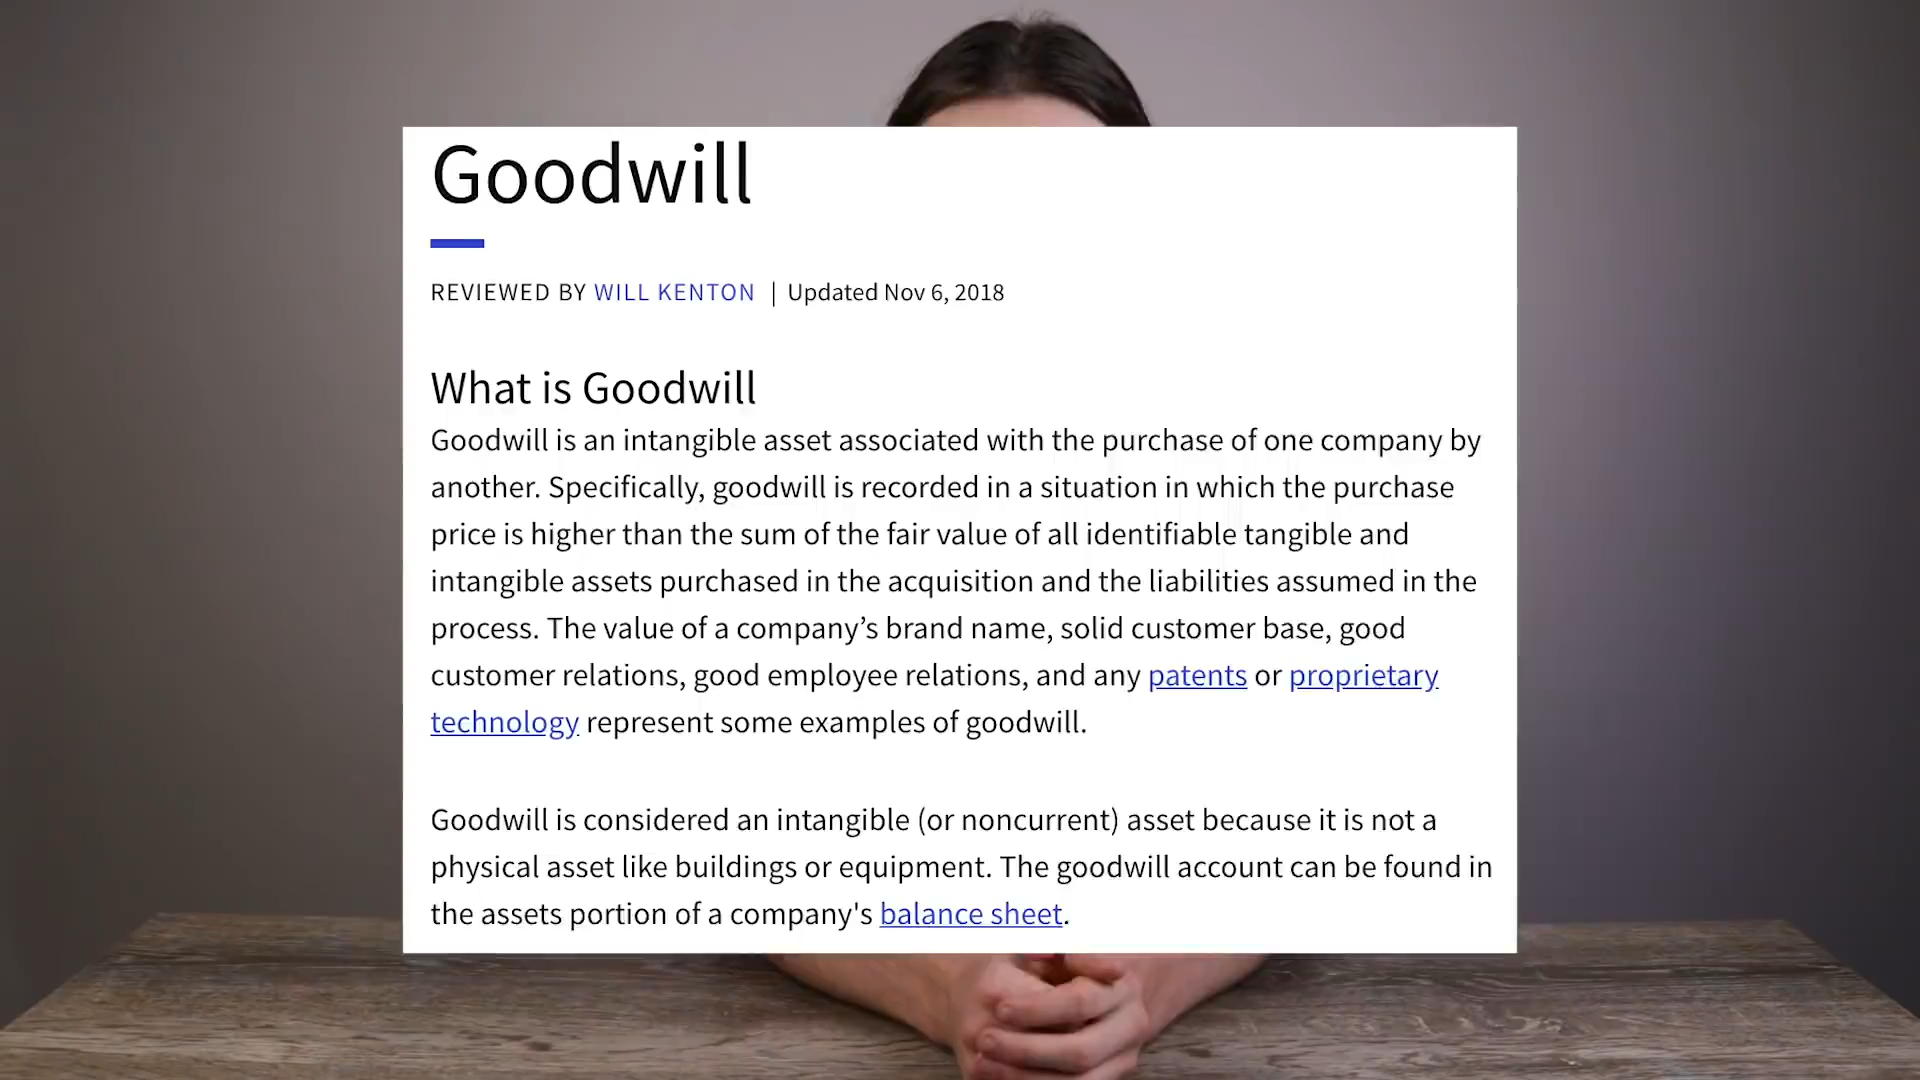 Goodwill
REVIEWED BY WILL KENTON | Updated Nov 6, 2018
What is Goodwill
Goodwill is an intangible asset associated with the purchase of one company by
another. Specifically, goodwill is recorded in a situation in which the purchase
price is higher than the sum of the fair value of all identifiable tangible and
intangible assets purchased in the acquisition and the liabilities assumed in the
process. The value of a company’s brand name, solid customer base, good
customer relations, good employee relations, and any patents or proprietary
technology represent some examples of goodwill.
Goodwill is considered an intangible (or noncurrent) asset because it is not a
physical asset like buildings or equipment. The goodwill account can be found in
the assets portion of a company's balance sheet.